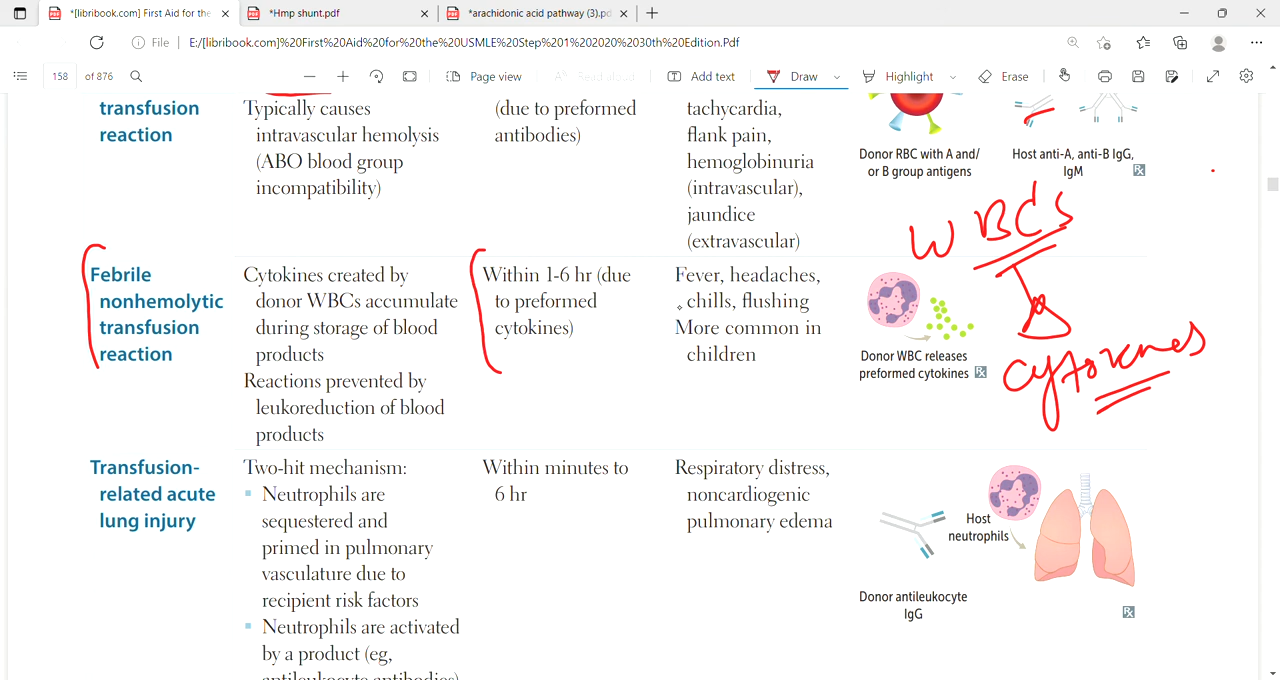 *[libribook.com] First Aid for the
*Hmp shunt.pdf
*arachidonic acid pathway (3).pd
File
E:/[libribook.com]%20First%20Aid%20for%20the%20USMLE%20Step%201%202020%2030th%20Edition.Pdf
158 of 876
Page view
Read aloud
Add text
Draw
Highlight
Erase
transfusion
reaction
Typically causes
intravascular hemolysis
(ABO blood group
incompatibility)
(due to preformed
antibodies)
tachycardia,
flank pain,
hemoglobinuria
(intravascular),
jaundice
(extravascular)
Donor RBC with A and/
or B group antigens
Host anti-A, anti-B IgG,
IgM
Rx
WBC's
Febrile
nonhemolytic
transfusion
reaction
Cytokines created by
donor WBCs accumulate
during storage of blood
products
Reactions prevented by
leukoreduction of blood
products
Within 1-6 hr (due
to preformed
cytokines)
Fever, headaches,
chills, flushing
More common in
children
Donor WBC releases
preformed cytokines
Rx
Cytokines
Transfusion-
related acute
lung injury
Two-hit mechanism:
Neutrophils are
sequestered and
primed in pulmonary
vasculature due to
recipient risk factors
Neutrophils are activated
by a product (eg,
antileukocyte antibodies)
Within minutes to
6 hr
Respiratory distress,
noncardiogenic
pulmonary edema
Host
neutrophils
Donor antileukocyte
IgG
Rx